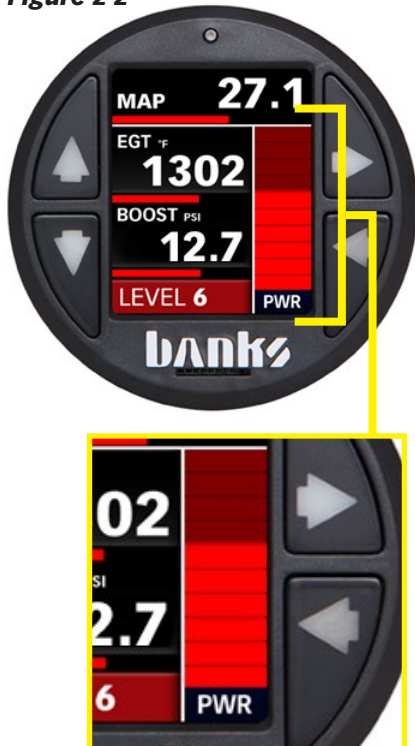 Figure 2-2
MAP 27.1
EGT °F
1302
BOOST PSI
12.7
LEVEL 6
PWR
banks
02
SI
2.7
6 PWR